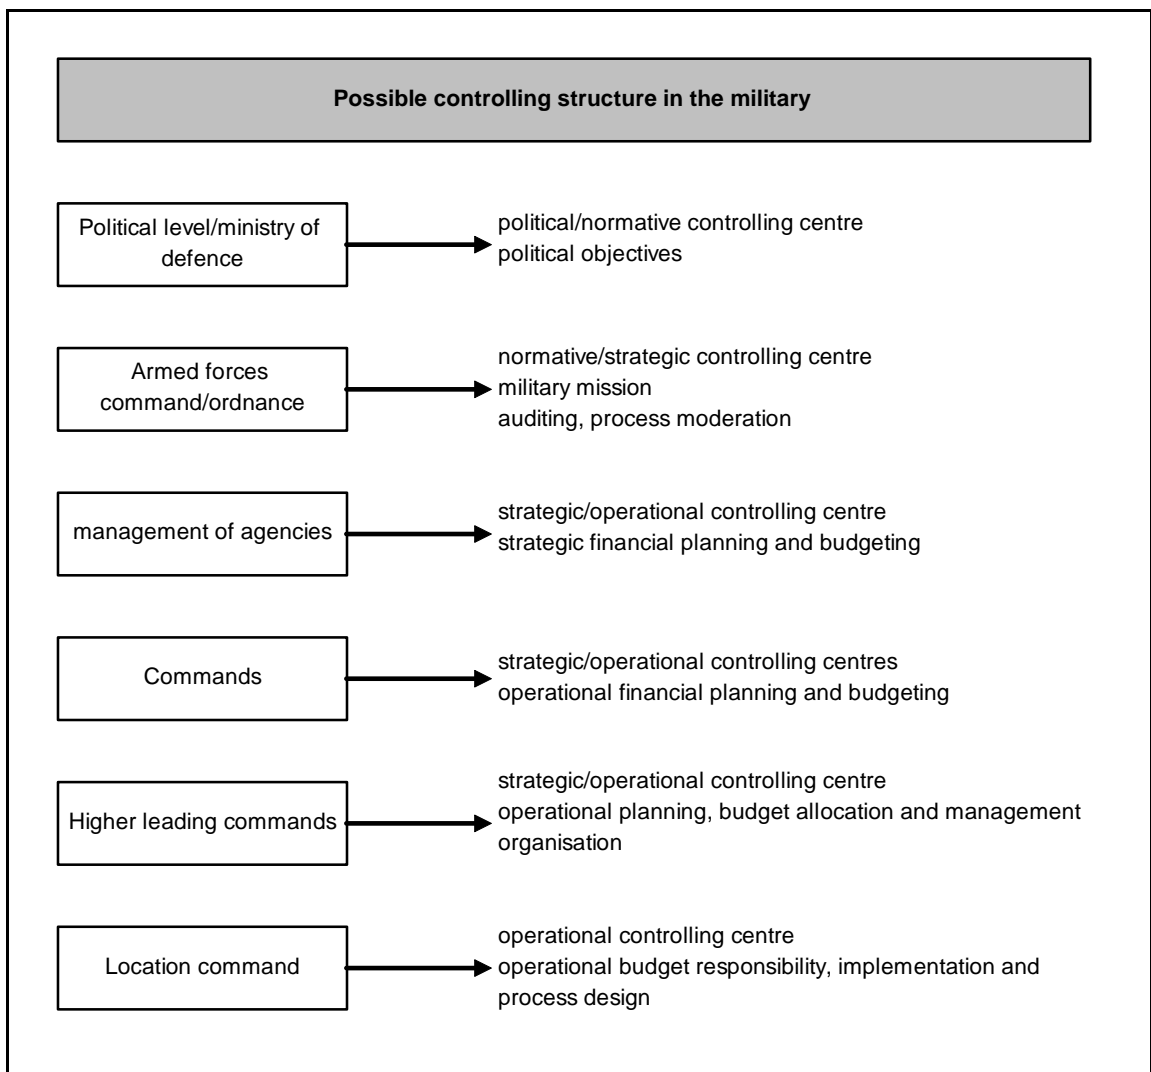 Possible controlling structure in the military
Political level/ministry of
defence
political/normative controlling centre
political objectives
Armed forces
command/ordnance
normative/strategic controlling centre
military mission
auditing, process moderation
management of agencies
strategic/operational controlling centre
strategic financial planning and budgeting
Commands
strategic/operational controlling centres
operational financial planning and budgeting
Higher leading commands
strategic/operational controlling centre
operational planning, budget allocation and management
organisation
Location command
operational controlling centre
operational budget responsibility, implementation and
process design